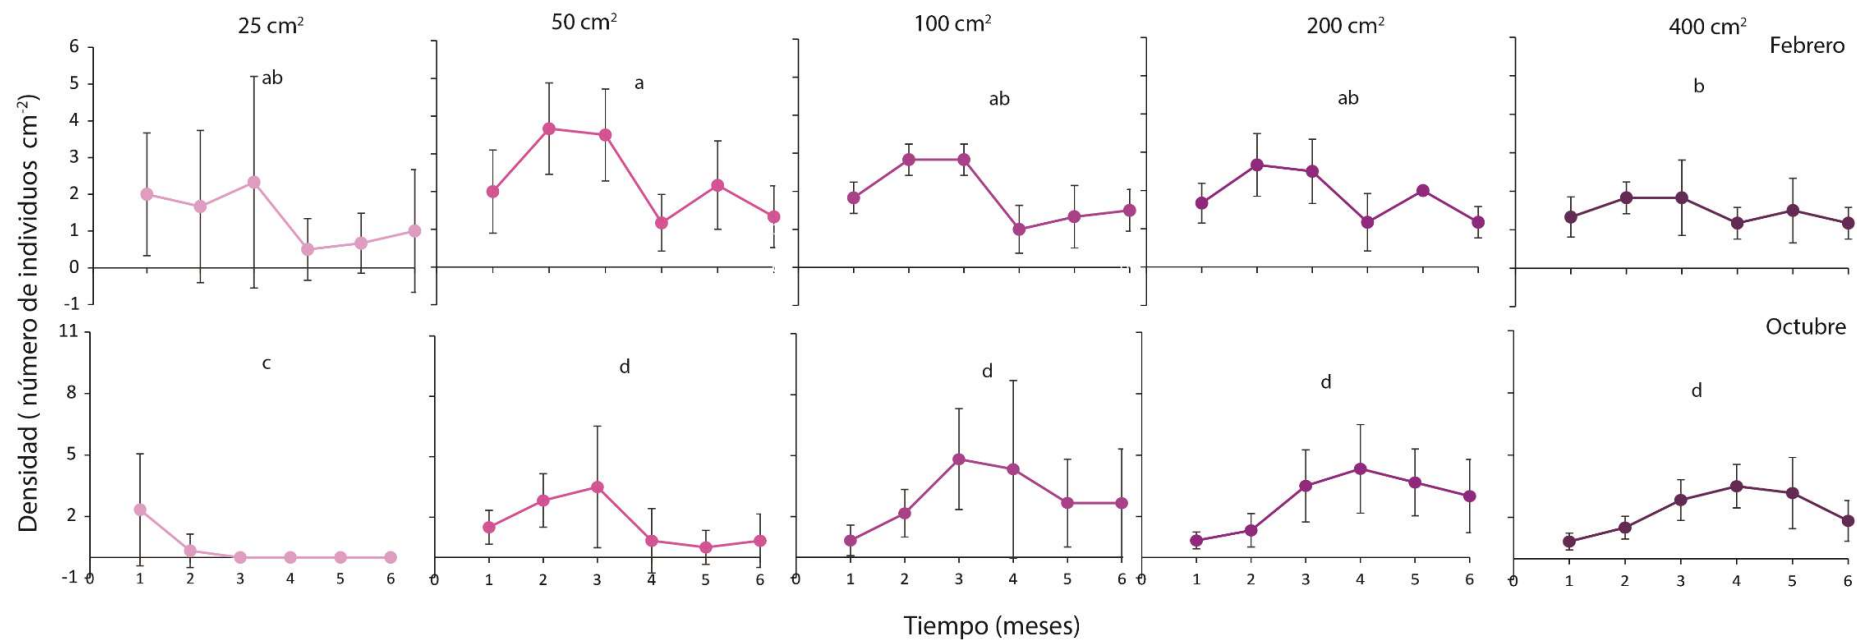 25 cm² 50 cm² 100 cm² 200 cm² 400 cm²
Febrero
6
5
4
3
2
1
0
-1
ab a ab ab b
Densidad ( número de individuos cm⁻²)
Octubre
11
8
5
2
-1
c d d d d
0 1 2 3 4 5 6 0 1 2 3 4 5 6 0 1 2 3 4 5 6 0 1 2 3 4 5 6 0 1 2 3 4 5 6
Tiempo (meses)